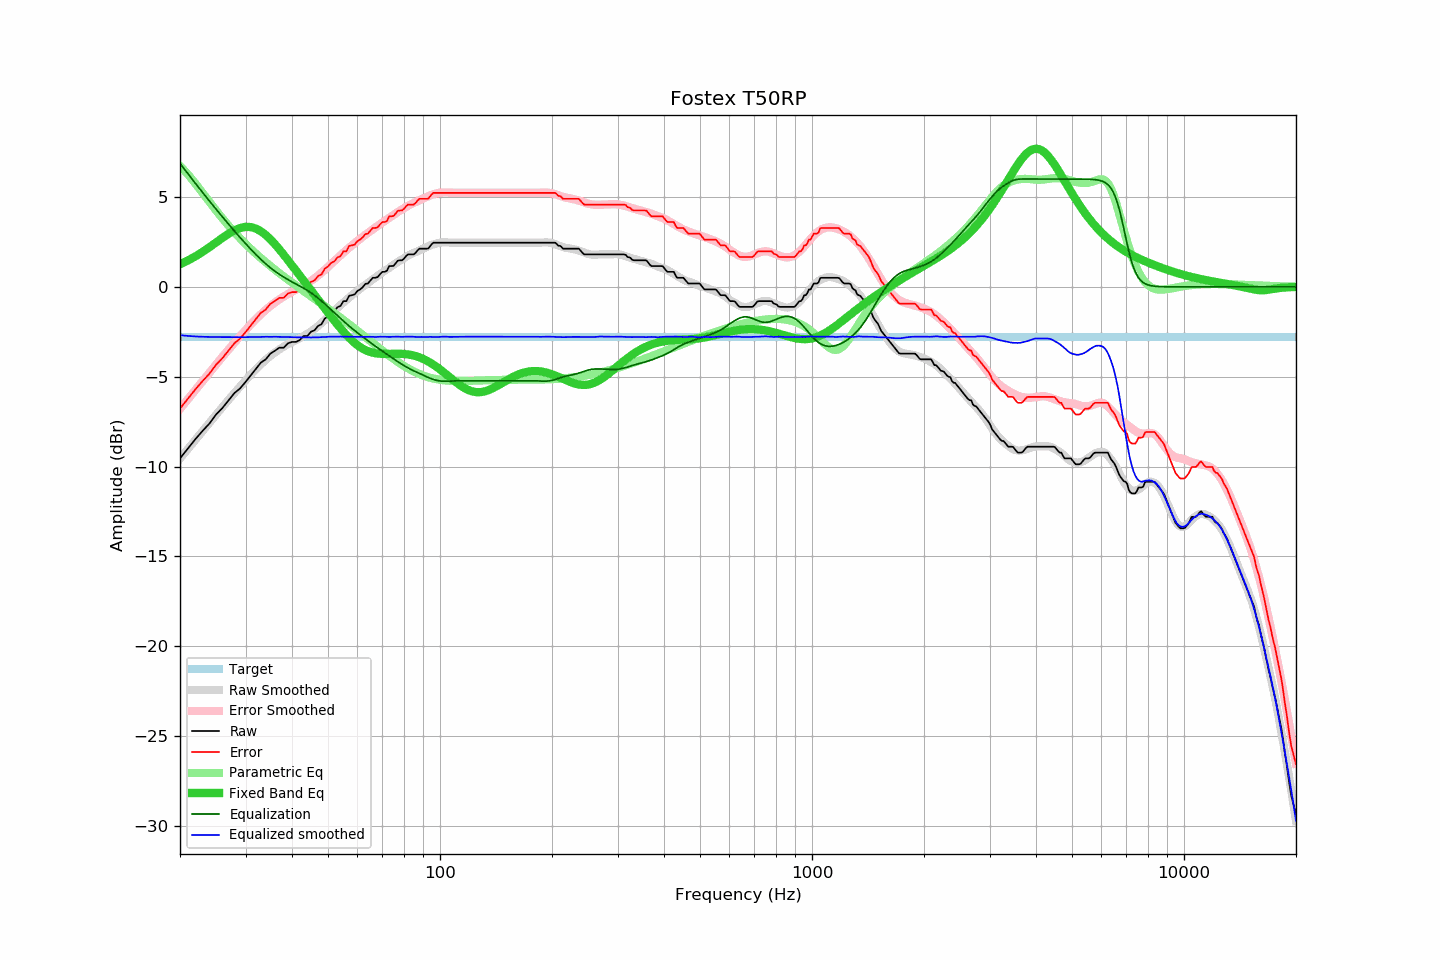 Fostex T50RP
5
0
−5
−10
−15
−20
−25
−30
Amplitude (dBr)
Target
Raw Smoothed
Error Smoothed
Raw
Error
Parametric Eq
Fixed Band Eq
Equalization
Equalized smoothed
100
1000
10000
Frequency (Hz)